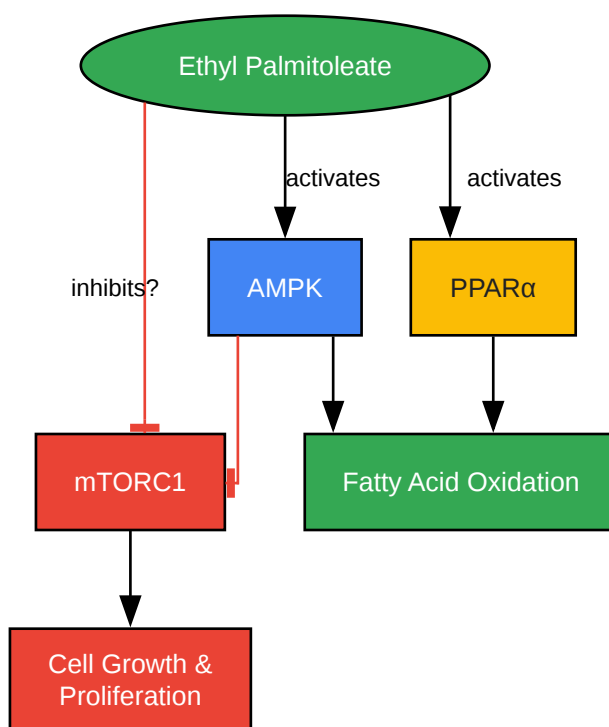 Ethyl Palmitoleate
activates
activates
inhibits?
AMPK
PPARα
mTORC1
Fatty Acid Oxidation
Cell Growth &
Proliferation